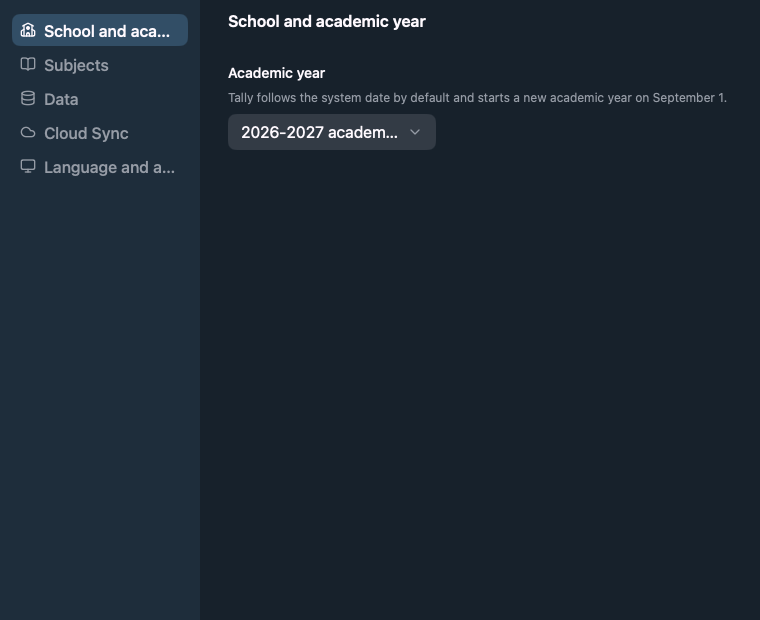 School and aca...
Subjects
Data
Cloud Sync
Language and a...
School and academic year
Academic year
Tally follows the system date by default and starts a new academic year on September 1.
2026-2027 academ...